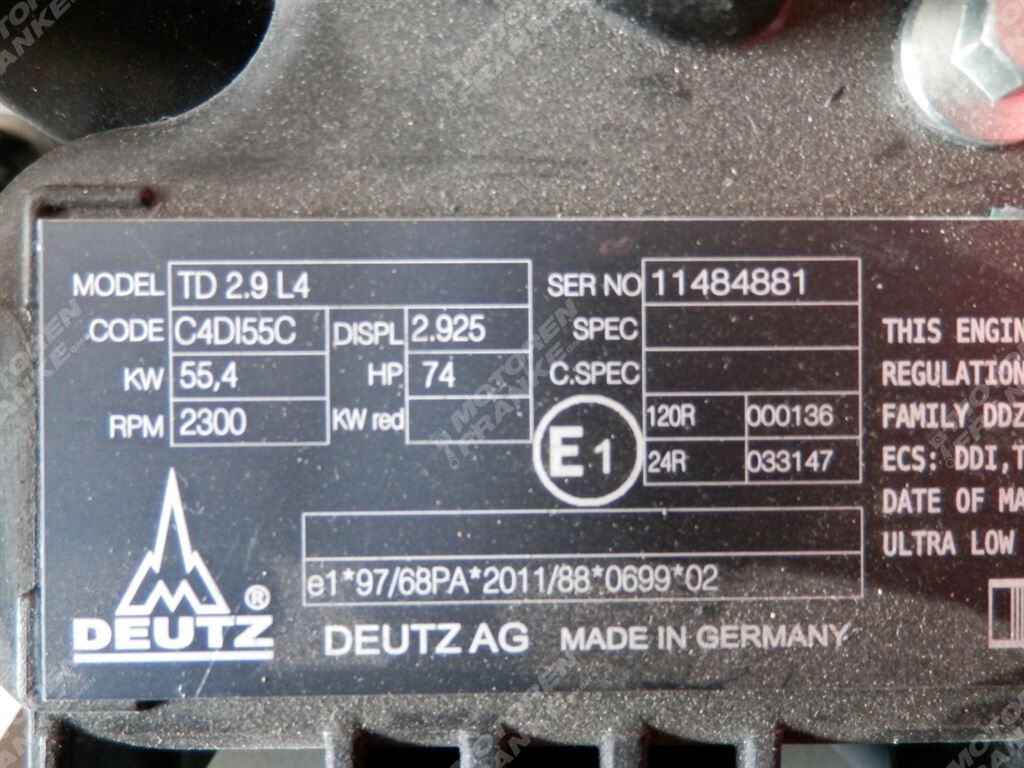 MODEL TD 2.9 L4 SER NO 11484881
CODE C4DI55C DISPL 2.925 SPEC
KW 55,4 HP 74 C.SPEC
RPM 2300 KW red 120R 000136
E1 24R 033147
THIS ENGIN
REGULATION
FAMILY DDZ
ECS: DDI,T
DATE OF MA
ULTRA LOW
e1*97/68PA*2011/88*0699*02
DEUTZ ® DEUTZ AG MADE IN GERMANY
MOTOREN
FRANKE